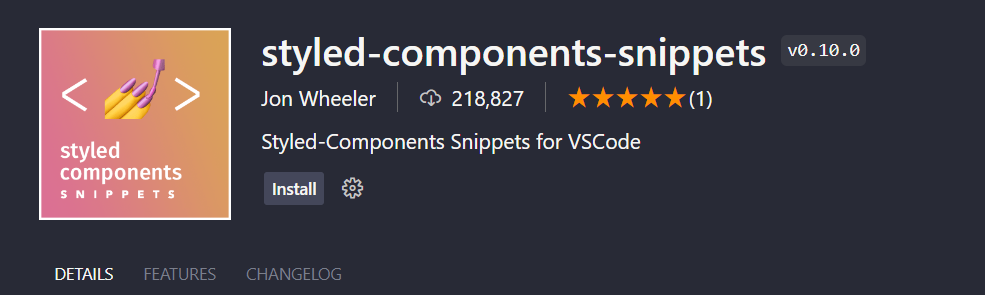 styled-components-snippets v0.10.0
Jon Wheeler 218,827 (1)
Styled-Components Snippets for VSCode
Install
< >
styled
components
SNIPPETS
DETAILS FEATURES CHANGELOG